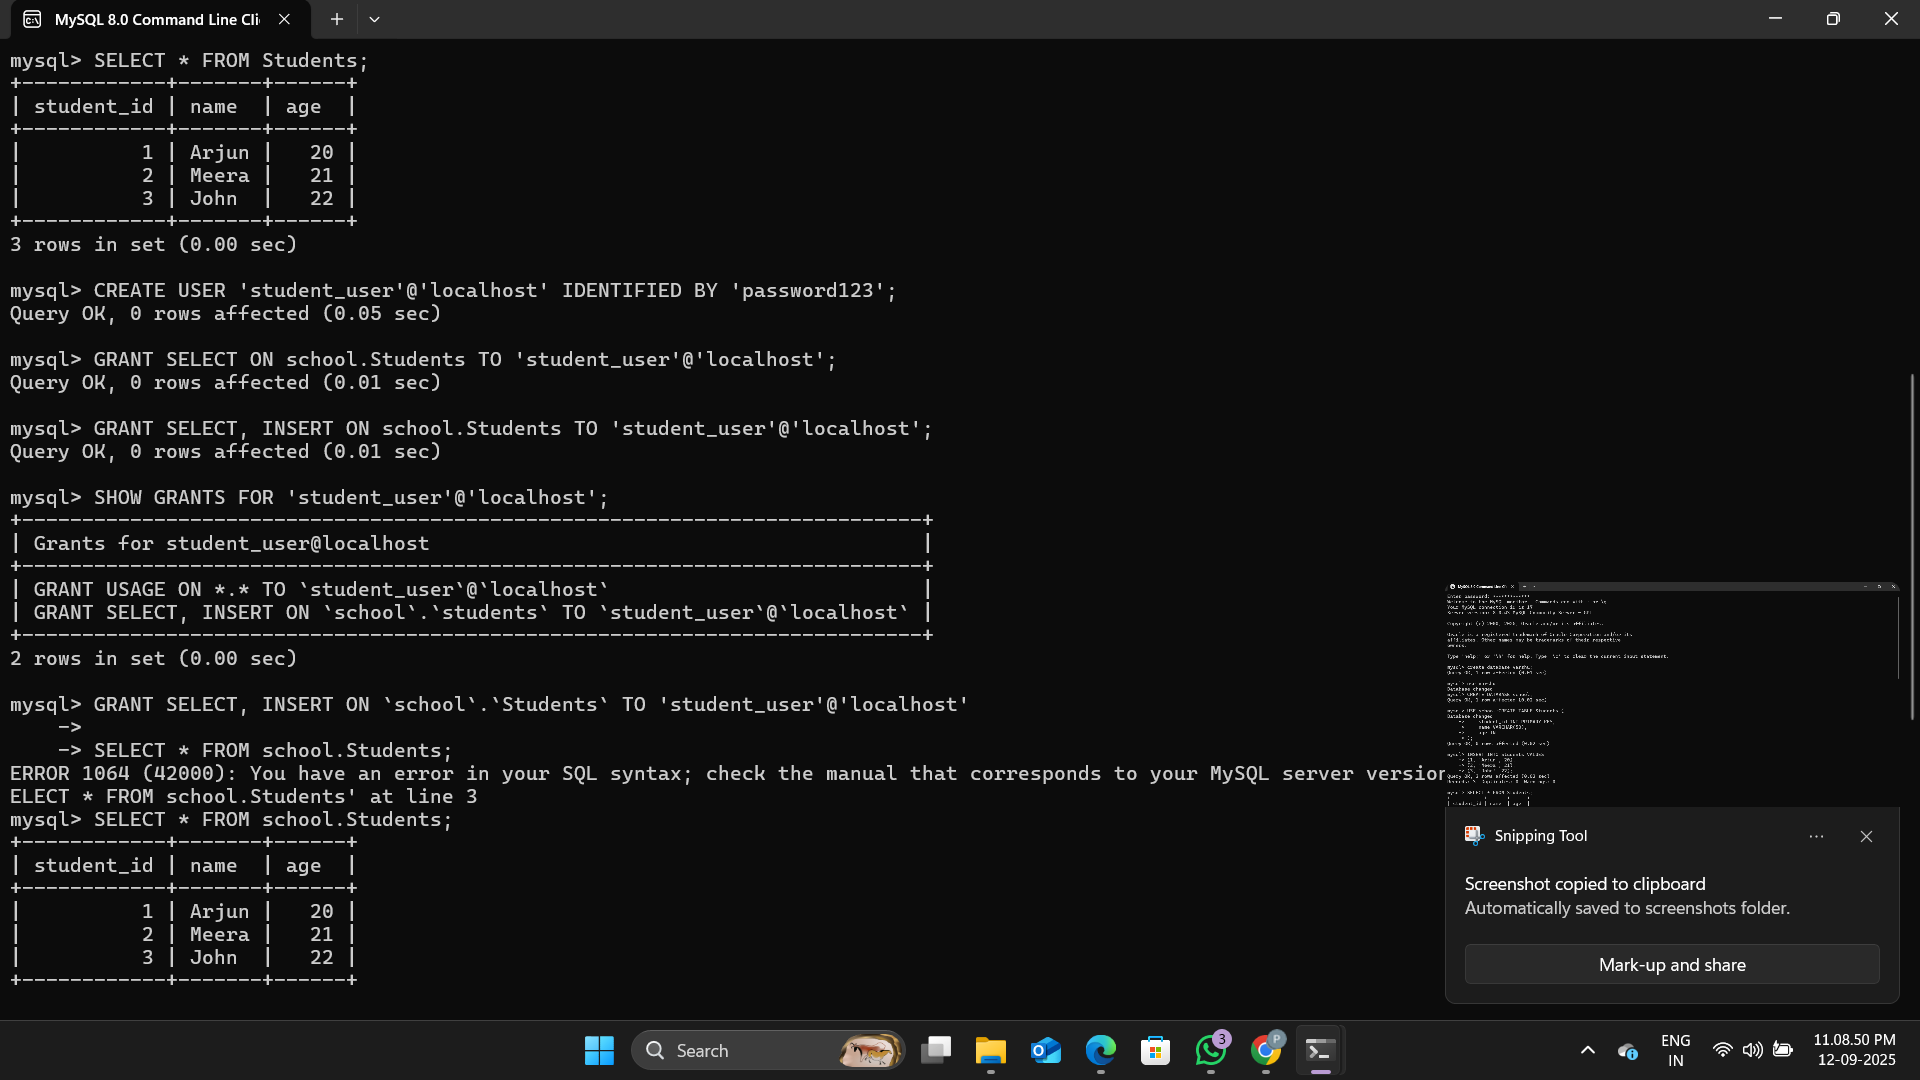 MySQL 8.0 Command Line Cli
mysql> SELECT * FROM Students;
+------------+-------+------+
| student_id | name  | age  |
+------------+-------+------+
|          1 | Arjun |   20 |
|          2 | Meera |   21 |
|          3 | John  |   22 |
+------------+-------+------+
3 rows in set (0.00 sec)
mysql> CREATE USER 'student_user'@'localhost' IDENTIFIED BY 'password123';
Query OK, 0 rows affected (0.05 sec)
mysql> GRANT SELECT ON school.Students TO 'student_user'@'localhost';
Query OK, 0 rows affected (0.01 sec)
mysql> GRANT SELECT, INSERT ON school.Students TO 'student_user'@'localhost';
Query OK, 0 rows affected (0.01 sec)
mysql> SHOW GRANTS FOR 'student_user'@'localhost';
+---------------------------------------------------------------------------+
| Grants for student_user@localhost                                         |
+---------------------------------------------------------------------------+
| GRANT USAGE ON *.* TO `student_user`@`localhost`                          |
| GRANT SELECT, INSERT ON `school`.`students` TO `student_user`@`localhost` |
+---------------------------------------------------------------------------+
2 rows in set (0.00 sec)
mysql> GRANT SELECT, INSERT ON `school`.`Students` TO 'student_user'@'localhost'
    ->
    -> SELECT * FROM school.Students;
ERROR 1064 (42000): You have an error in your SQL syntax; check the manual that corresponds to your MySQL server version
ELECT * FROM school.Students' at line 3
mysql> SELECT * FROM school.Students;
+------------+-------+------+
| student_id | name  | age  |
+------------+-------+------+
|          1 | Arjun |   20 |
|          2 | Meera |   21 |
|          3 | John  |   22 |
+------------+-------+------+
Snipping Tool
Screenshot copied to clipboard
Automatically saved to screenshots folder.
Mark-up and share
Search
3
P
ENG
IN
11.08.50 PM
12-09-2025